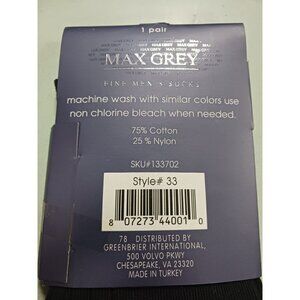 1 pair
MAX GREY
FINE MEN'S SOCKS
machine wash with similar colors use
non chlorine bleach when needed.
75% Cotton
25% Nylon
SKU#133702
Style# 33
8 07273 44001 0
78 DISTRIBUTED BY
GREENBRIER INTERNATIONAL,
500 VOLVO PKWY
CHESAPEAKE, VA 23320
MADE IN TURKEY